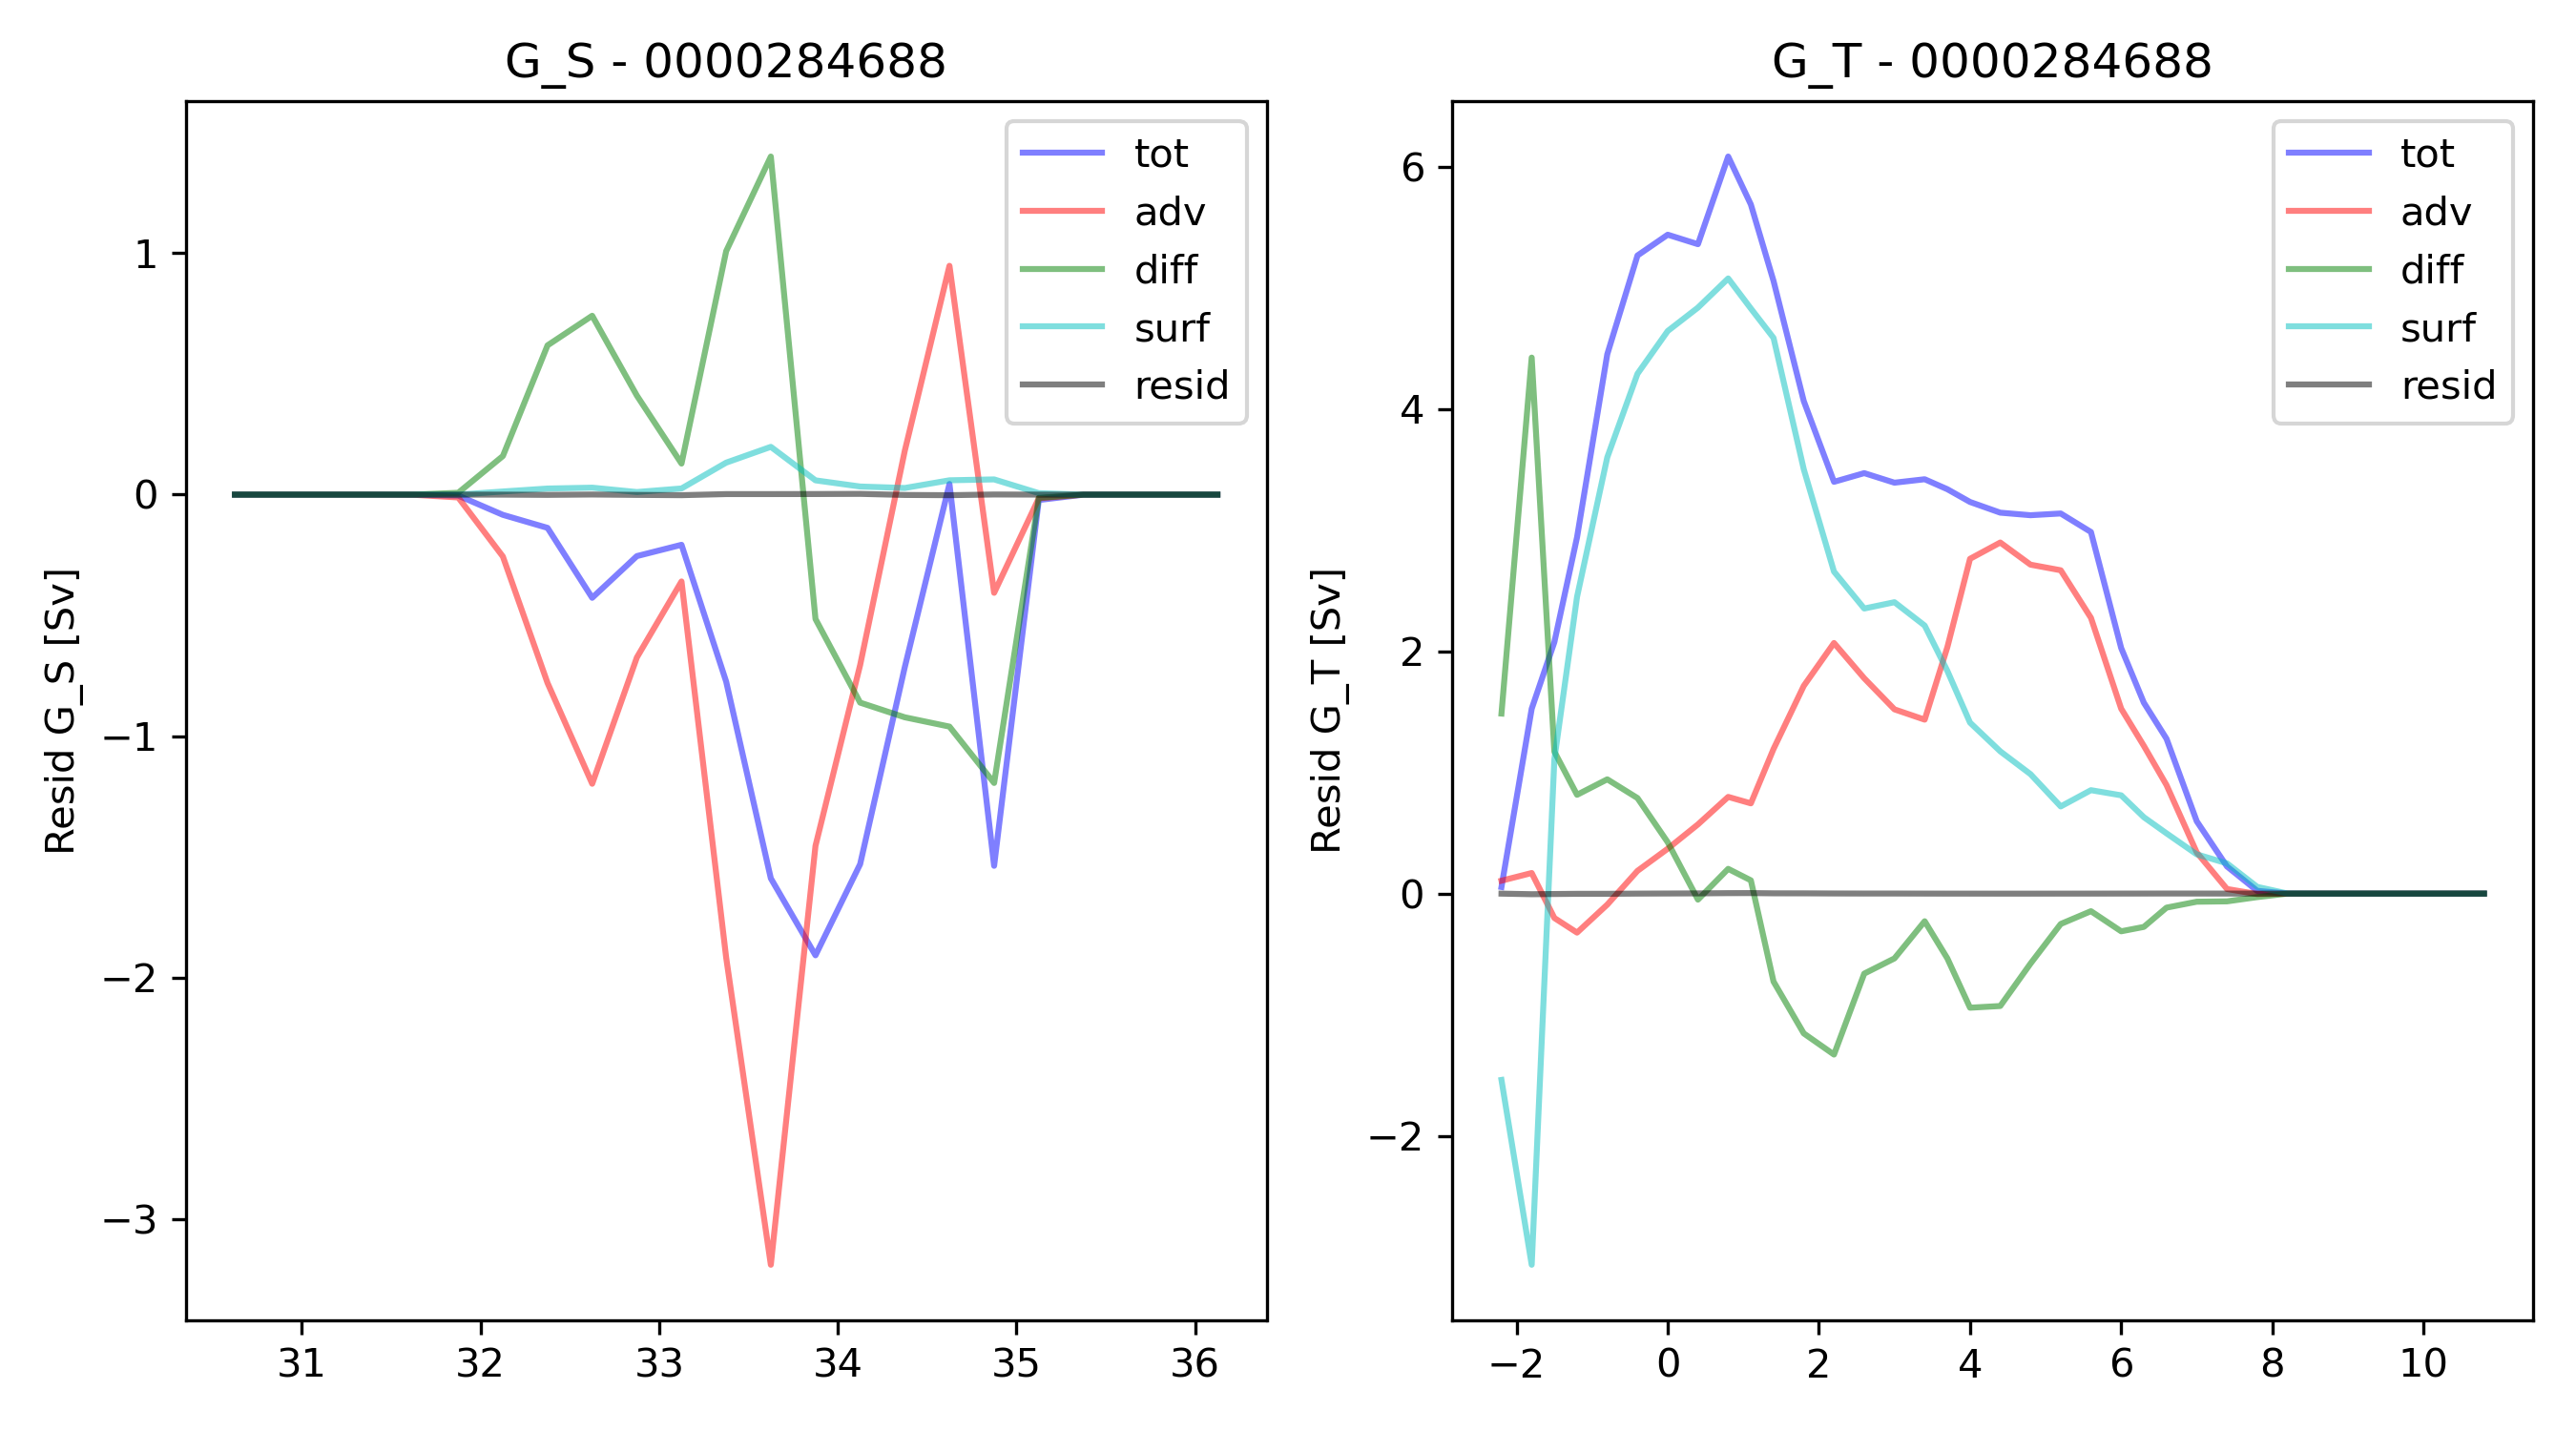 G_S - 0000284688
Resid G_S [Sv]
1
0
−1
−2
−3
31 32 33 34 35 36
tot
adv
diff
surf
resid
G_T - 0000284688
Resid G_T [Sv]
6
4
2
0
−2
−2 0 2 4 6 8 10
tot
adv
diff
surf
resid